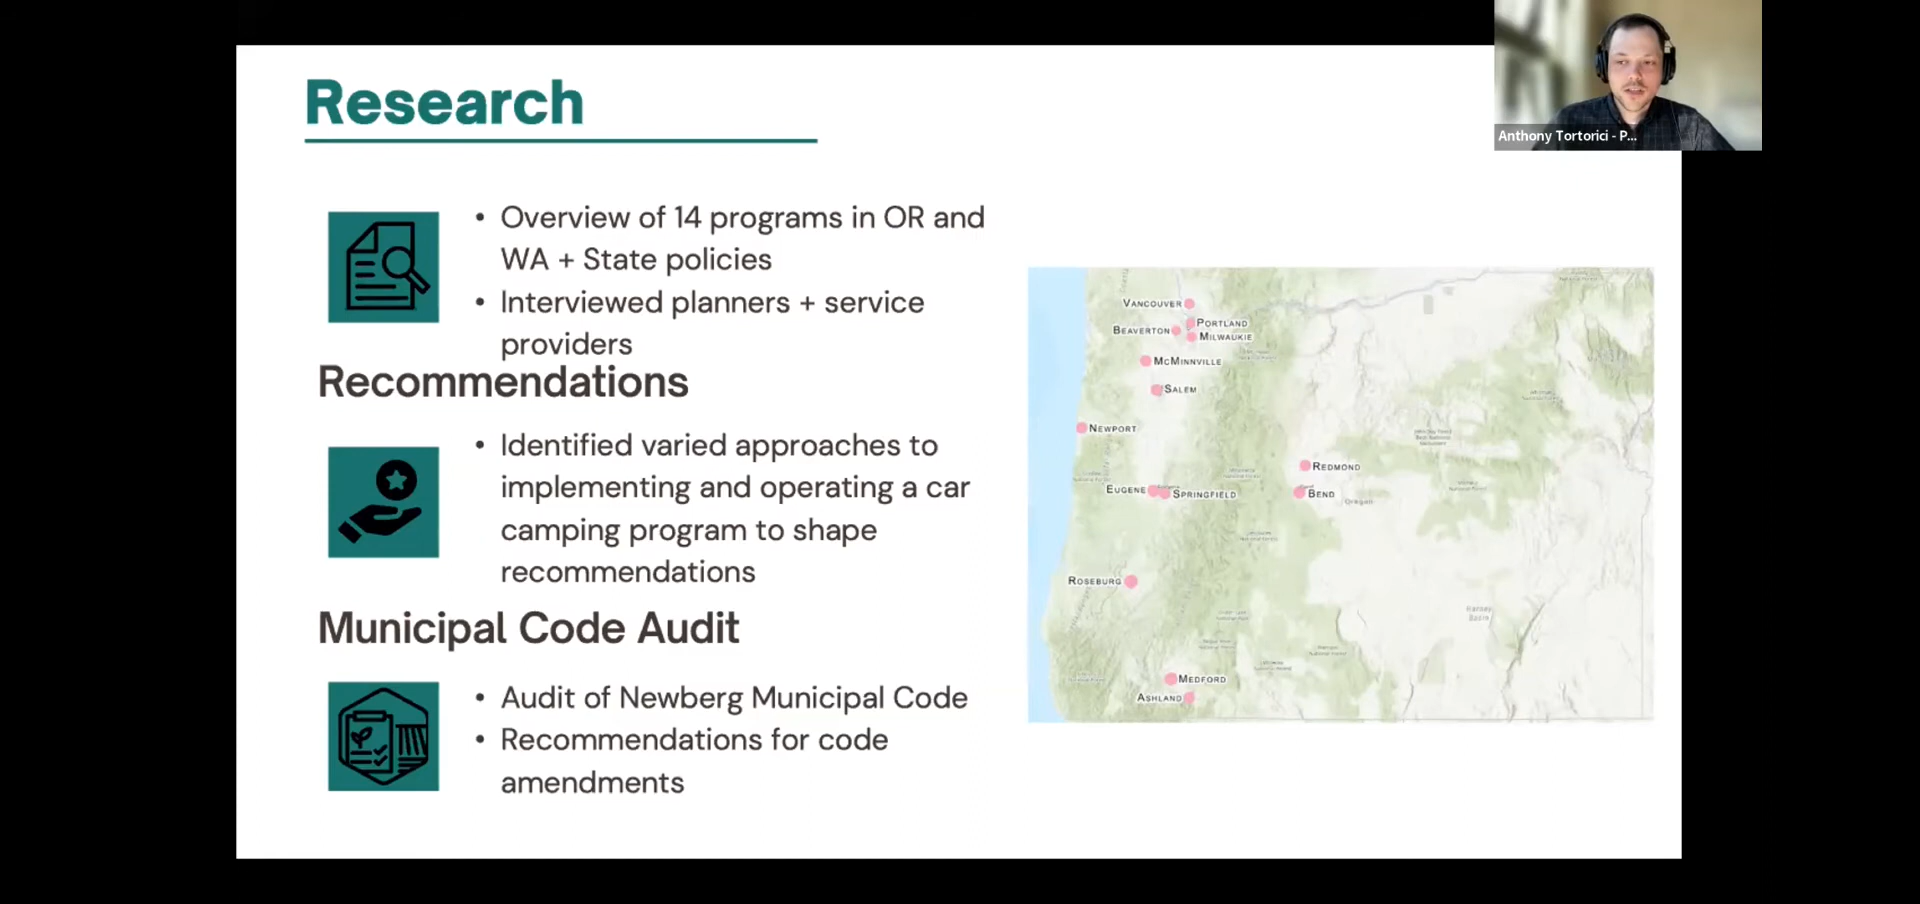 Research
• Overview of 14 programs in OR and
WA + State policies
• Interviewed planners + service
providers
Recommendations
• Identified varied approaches to
implementing and operating a car
camping program to shape
recommendations
Municipal Code Audit
• Audit of Newberg Municipal Code
• Recommendations for code
amendments
VANCOUVER
PORTLAND
BEAVERTON
MILWAUKIE
MCMINNVILLE
SALEM
NEWPORT
REDMOND
EUGENE
SPRINGFIELD
BEND
Oregon
ROSEBURG
Harney
Basin
MEDFORD
ASHLAND
Anthony Tortorici - P...